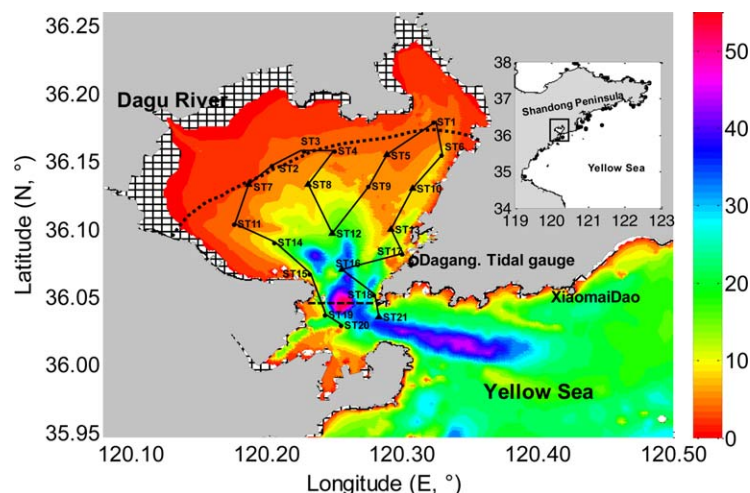 36.25
36.20
36.15
36.10
36.05
36.00
35.95
Latitude (N, °)
120.10
120.20
120.30
120.40
120.50
Longitude (E, °)
Dagu River
ST1
ST2
ST3
ST4
ST5
ST6
ST7
ST8
ST9
ST10
ST11
ST12
ST13
ST14
ST15
ST16
ST17
ST18
ST19
ST20
ST21
Dagang. Tidal gauge
XiaomaiDao
Yellow Sea
38
37
36
35
34
119
120
121
122
123
Shandong Peninsula
Yellow Sea
50
40
30
20
10
0